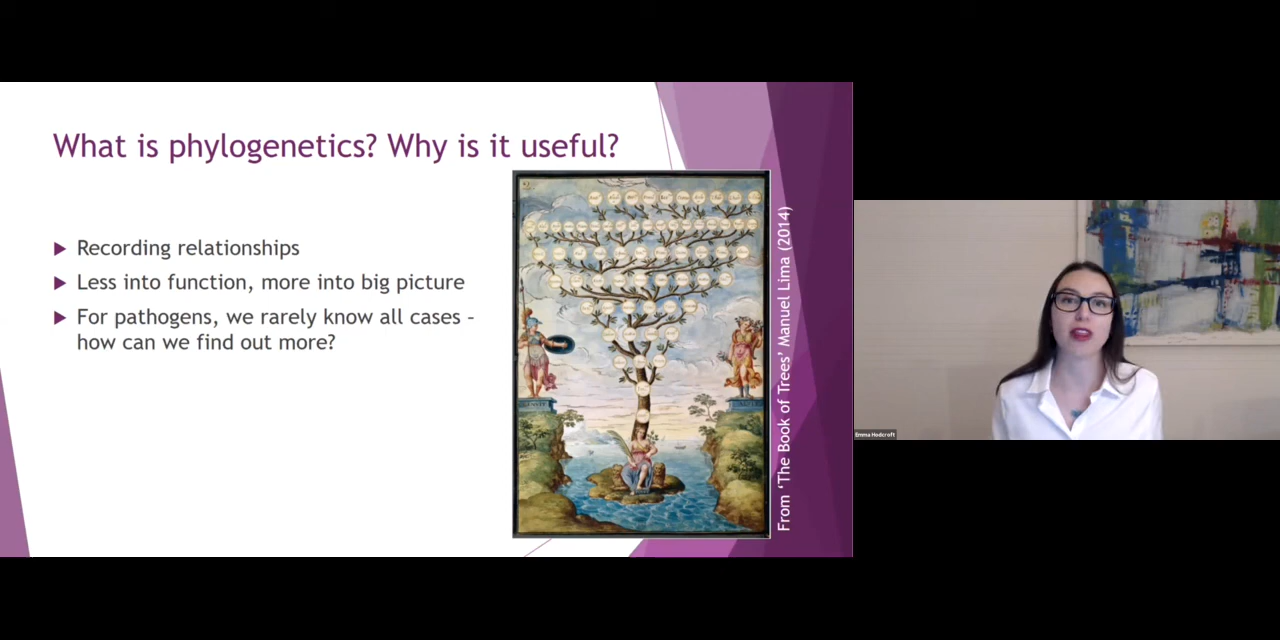 What is phylogenetics? Why is it useful?
Recording relationships
Less into function, more into big picture
For pathogens, we rarely know all cases –
how can we find out more?
From ‘The Book of Trees’ Manuel Lima (2014)
Emma Hodcroft